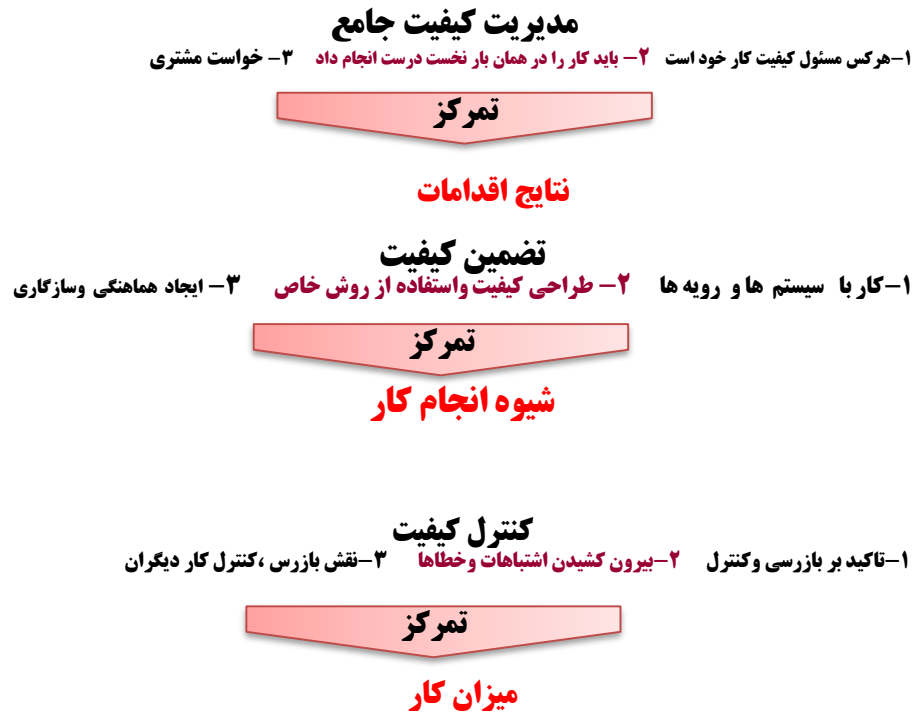 مدیریت کیفیت جامع
۱-هرکس مسئول کیفیت کار خود است ۲- باید کار را در همان بار نخست درست انجام داد ۳- خواست مشتری
تمرکز
نتایج اقدامات
تضمین کیفیت
۱-کار با سیستم ها و رویه ها ۲- طراحی کیفیت واستفاده از روش خاص ۳- ایجاد هماهنگی وسازگاری
تمرکز
شیوه انجام کار
کنترل کیفیت
۱-تاکید بر بازرسی وکنترل ۲-بیرون کشیدن اشتباهات وخطاها ۳-نقش بازرس ،کنترل کار دیگران
تمرکز
میزان کار